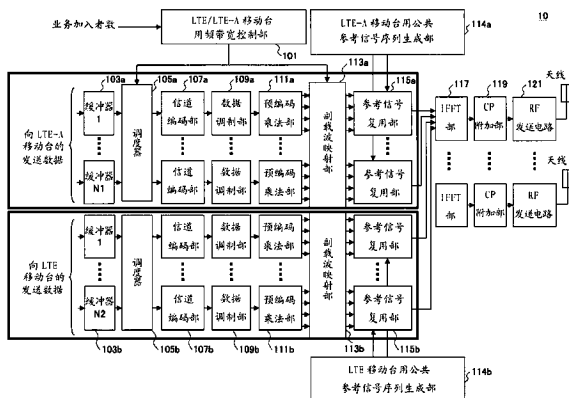 10
业务加入者数
LTE/LTE-A 移动台
用频带宽控制部
101
LTE-A 移动台用公共
参考信号序列生成部
114a
103a
105a
107a
109a
111a
113a
115a
117
119
121
天线
向 LTE-A
移动台的
发送数据
缓冲器
1
调度器
信道
编码部
数据
调制部
预编码
乘法部
副载波映射部
参考信号
复用部
IFFT
部
CP
附加部
RF
发送电路
缓冲器
N1
信道
编码部
数据
调制部
预编码
乘法部
参考信号
复用部
天线
IFFT
部
CP
附加部
RF
发送电路
向 LTE
移动台的
发送数据
缓冲器
1
调度器
信道
编码部
数据
调制部
预编码
乘法部
副载波映射部
参考信号
复用部
缓冲器
N2
信道
编码部
数据
调制部
预编码
乘法部
参考信号
复用部
103b
105b
107b
109b
111b
113b
115b
LTE 移动台用公共
参考信号序列生成部
114b